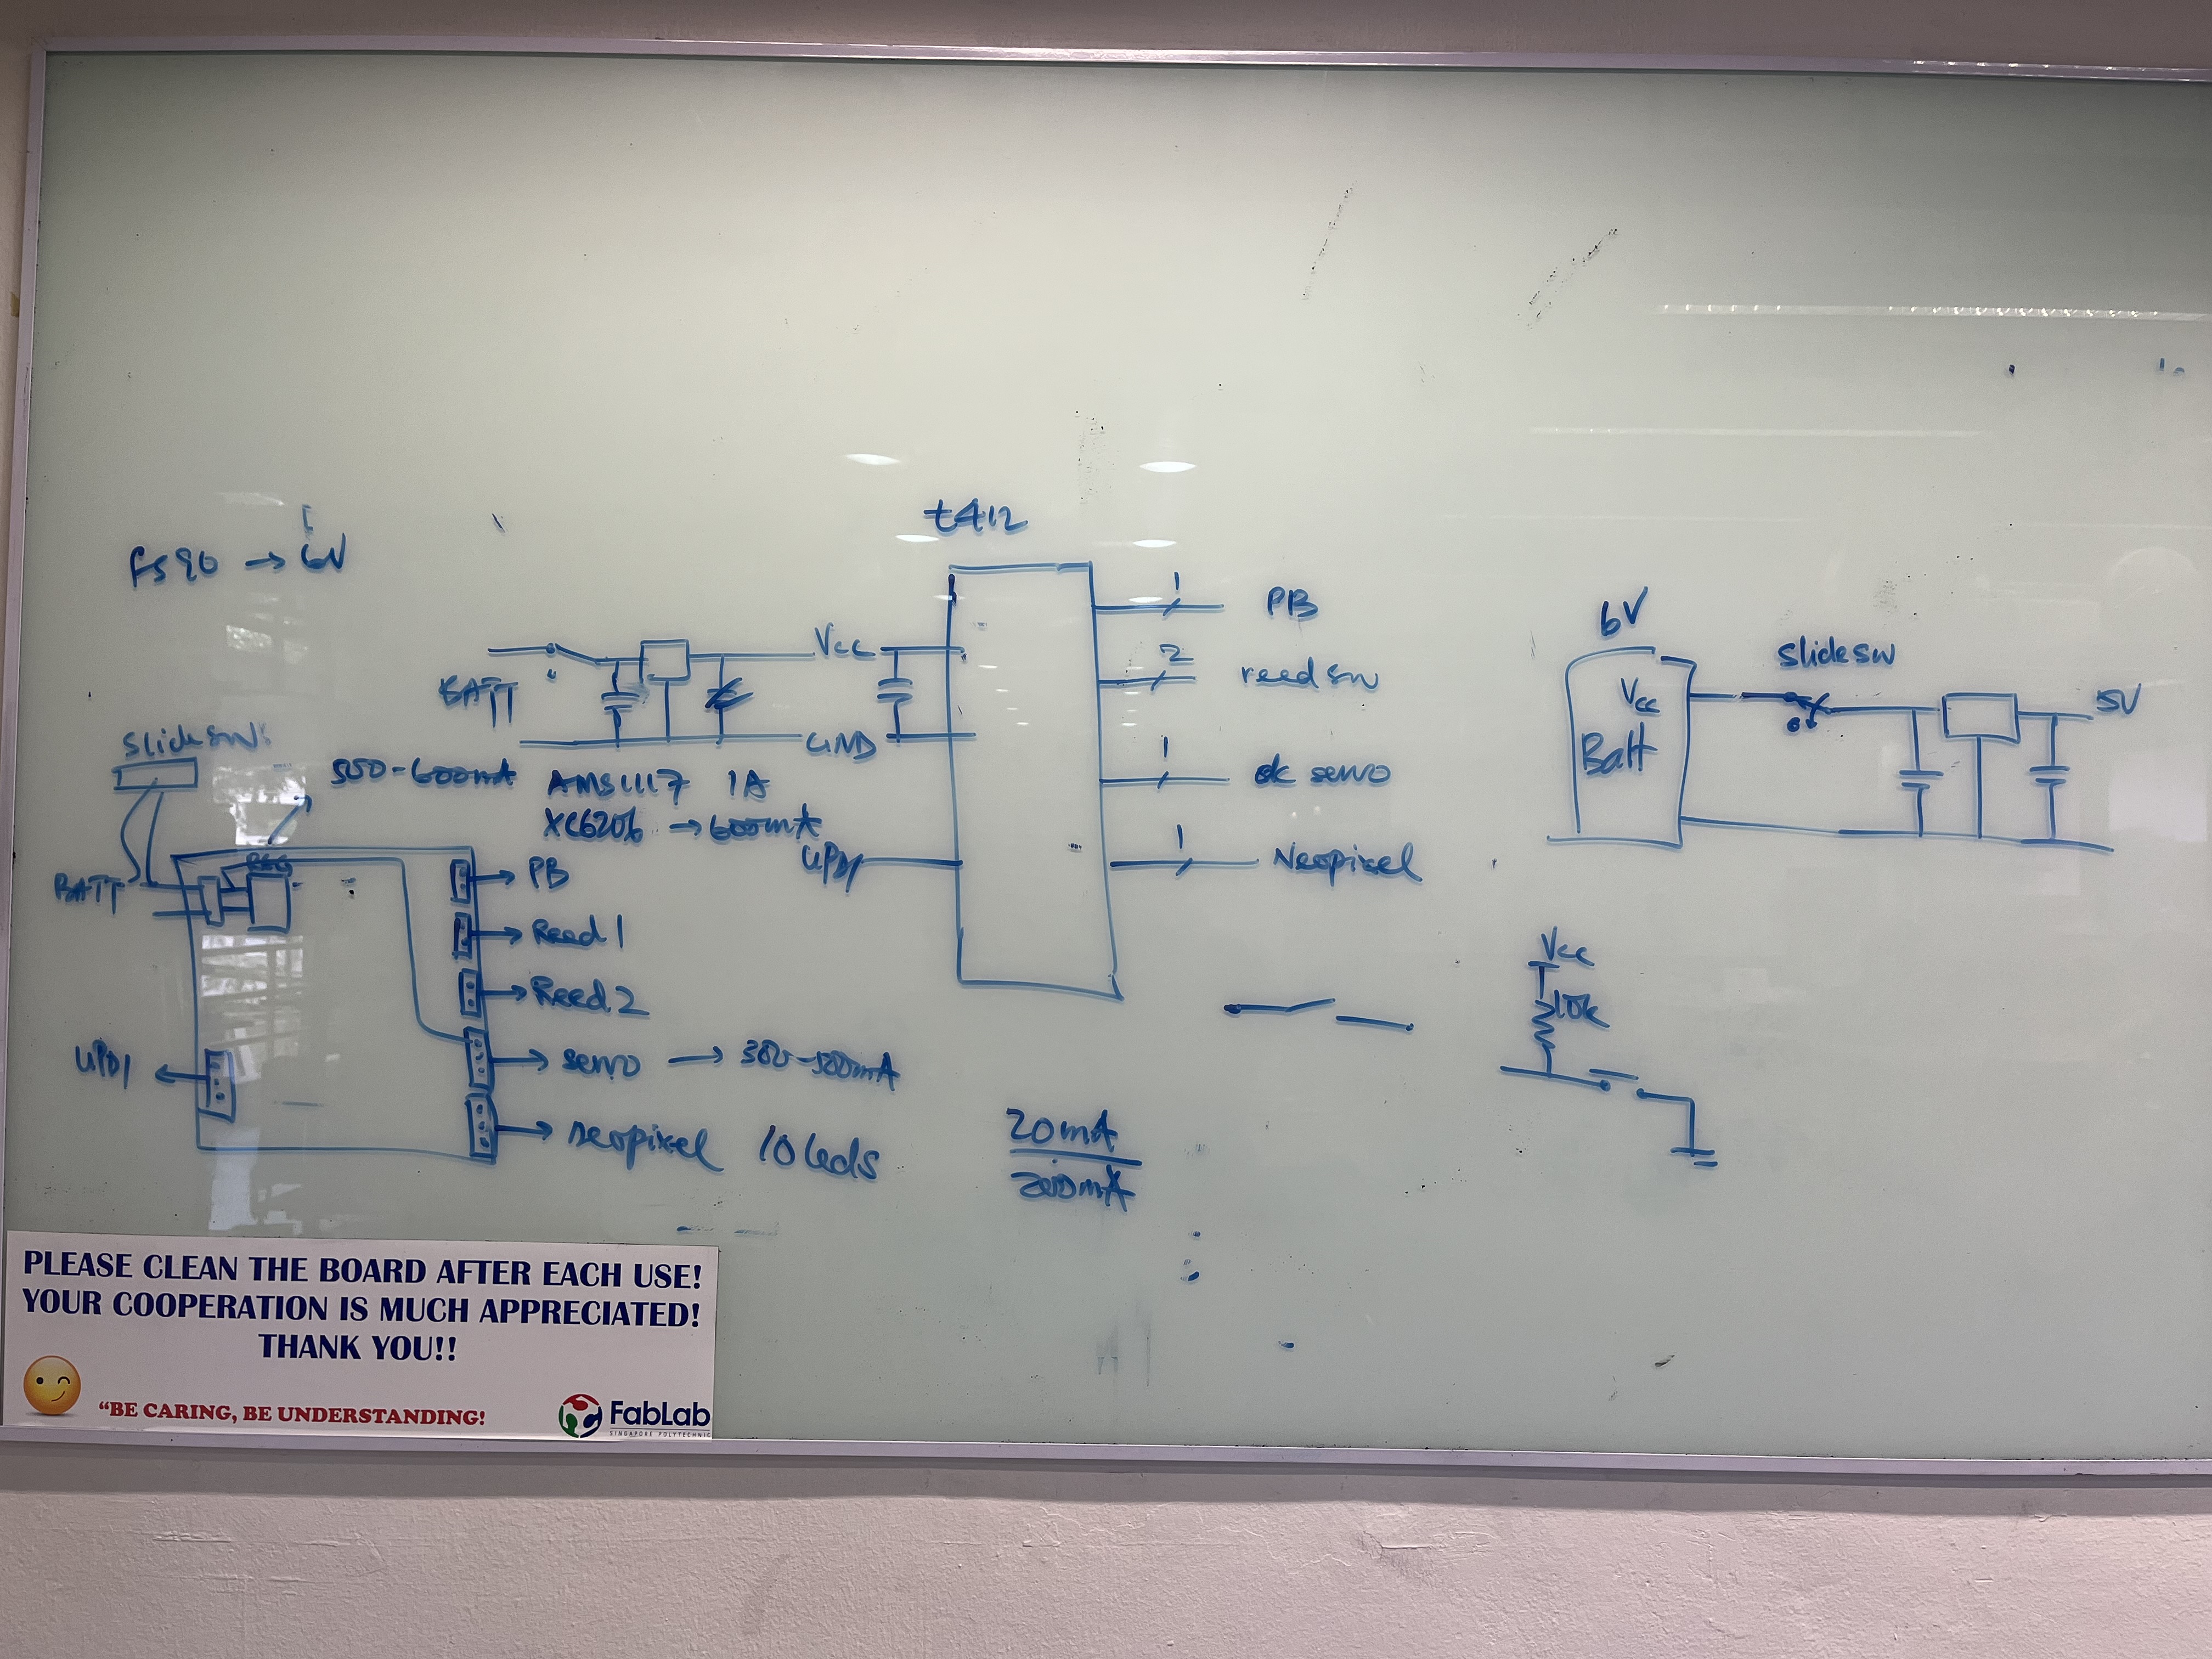 t412
FS90 → 6V
1
PB
6V
Vcc
2
reed sw
slide sw
BATT
Vcc
5V
GND
Batt
slide sw
500-600mA
AMS1117 1A
1
dc servo
XC6206 → 600mA
UPDI
1
Neopixel
REG
BATT
PB
Reed 1
Vcc
10k
Reed 2
UPDI
servo → 300-500mA
neopixel 10 leds
20mA
200mA
PLEASE CLEAN THE BOARD AFTER EACH USE!
YOUR COOPERATION IS MUCH APPRECIATED!
THANK YOU!!
“BE CARING, BE UNDERSTANDING!
FabLab
SINGAPORE POLYTECHNIC